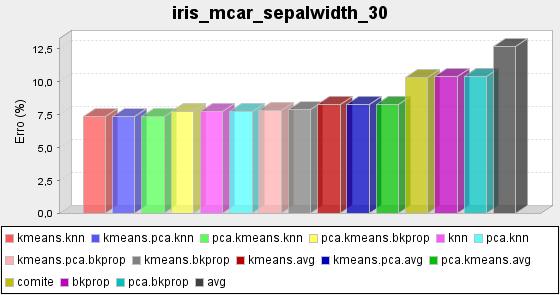 iris_mcar_sepalwidth_30
Erro (%)
12,5
10,0
7,5
5,0
2,5
0,0
kmeans.knn kmeans.pca.knn pca.kmeans.knn pca.kmeans.bkprop knn pca.knn
kmeans.pca.bkprop kmeans.bkprop kmeans.avg kmeans.pca.avg pca.kmeans.avg
comite bkprop pca.bkprop avg